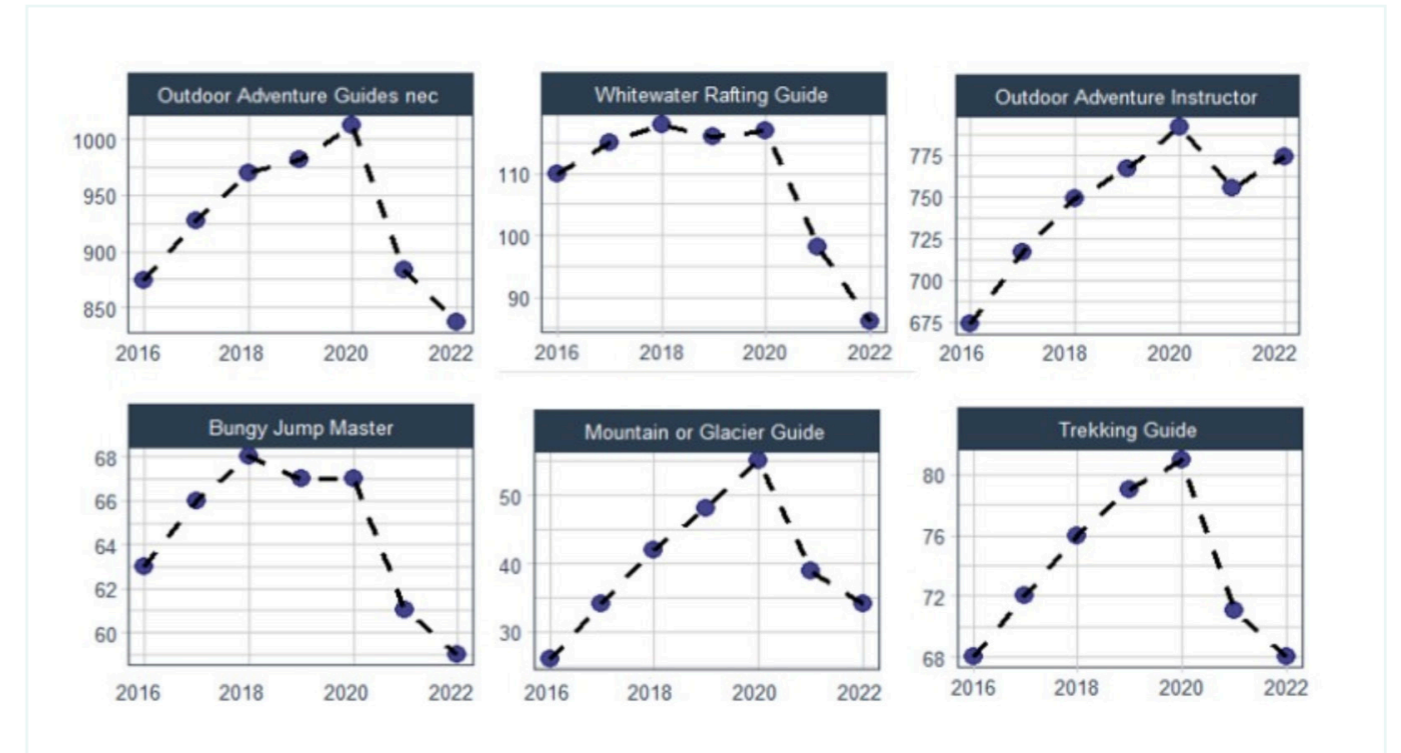 Outdoor Adventure Guides nec
1000
950
900
850
2016 2018 2020 2022
Whitewater Rafting Guide
110
100
90
2016 2018 2020 2022
Outdoor Adventure Instructor
775
750
725
700
675
2016 2018 2020 2022
Bungy Jump Master
68
66
64
62
60
2016 2018 2020 2022
Mountain or Glacier Guide
50
40
30
2016 2018 2020 2022
Trekking Guide
80
76
72
68
2016 2018 2020 2022